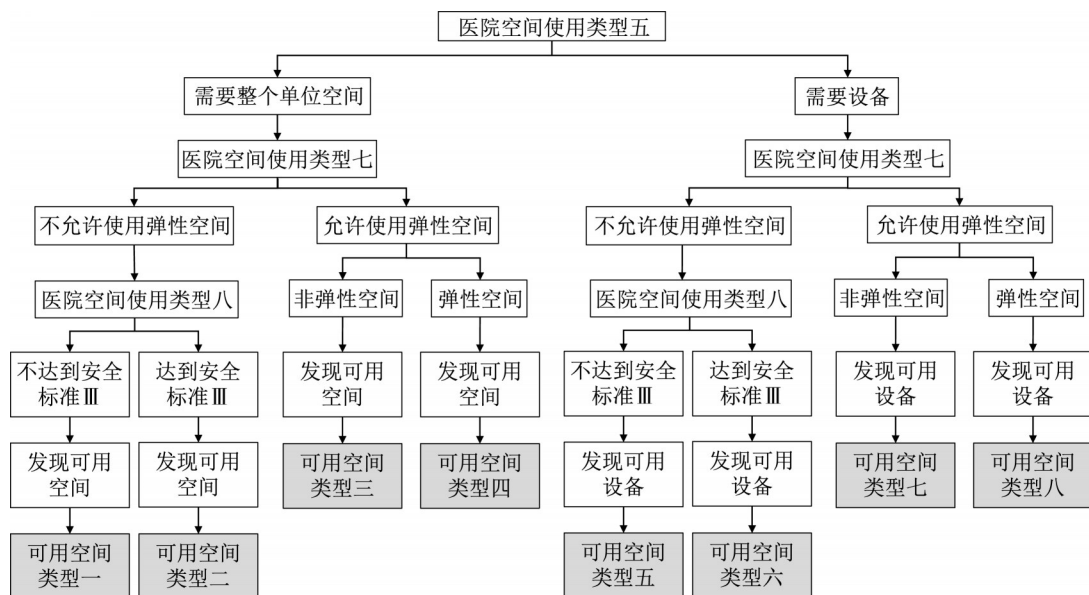 医院空间使用类型五
需要整个单位空间
需要设备
医院空间使用类型七
医院空间使用类型七
不允许使用弹性空间
允许使用弹性空间
不允许使用弹性空间
允许使用弹性空间
医院空间使用类型八
非弹性空间
弹性空间
医院空间使用类型八
非弹性空间
弹性空间
不达到安全
标准Ⅲ
达到安全
标准Ⅲ
发现可用
空间
发现可用
空间
不达到安全
标准Ⅲ
达到安全
标准Ⅲ
发现可用
设备
发现可用
设备
发现可用
空间
发现可用
空间
可用空间
类型三
可用空间
类型四
发现可用
设备
发现可用
设备
可用空间
类型七
可用空间
类型八
可用空间
类型一
可用空间
类型二
可用空间
类型五
可用空间
类型六